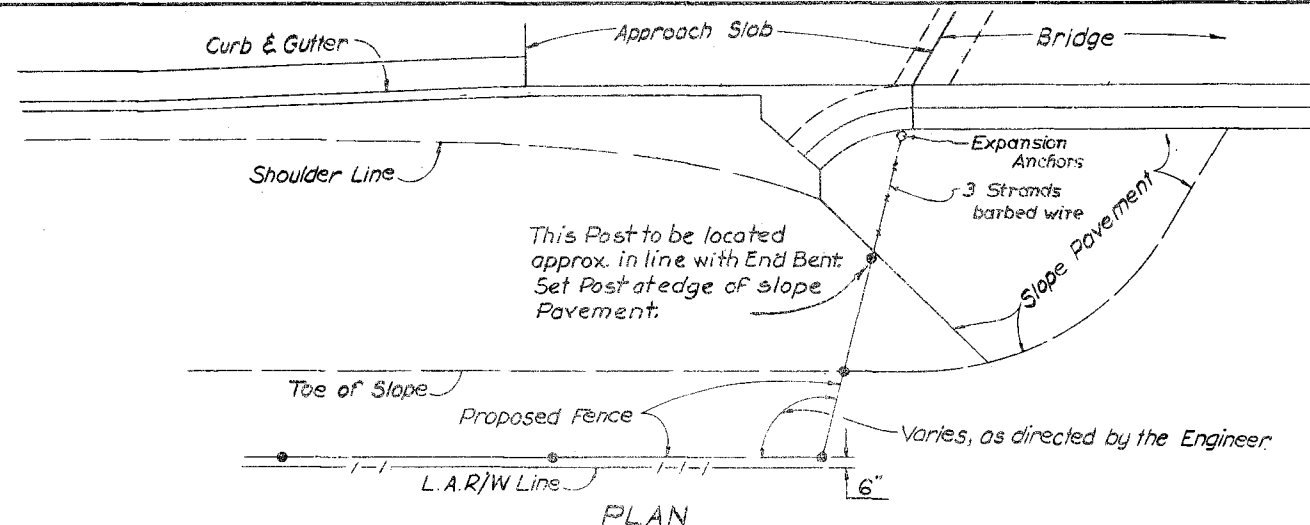 Curb & Gutter
Approach Slab
Bridge
Shoulder Line
Expansion
Anchors
3 Strands
barbed wire
This Post to be located
approx. in line with End Bent.
Set Post at edge of slope
Pavement.
Slope Pavement
Toe of Slope
Proposed Fence
Varies, as directed by the Engineer
L.A.R/W Line
6"
PLAN